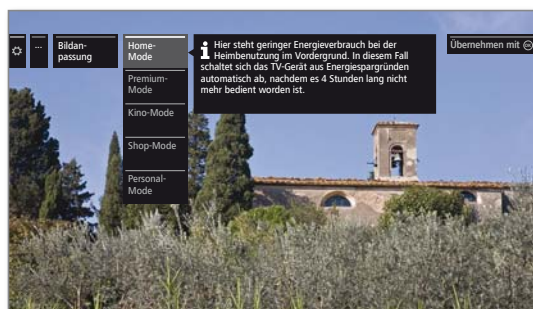 ...
Bildan-
passung
Home-
Mode
Premium-
Mode
Kino-Mode
Shop-Mode
Personal-
Mode
i Hier steht geringer Energieverbrauch bei der
Heimbenutzung im Vordergrund. In diesem Fall
schaltet sich das TV-Gerät aus Energiespargründen
automatisch ab, nachdem es 4 Stunden lang nicht
mehr bedient worden ist.
Übernehmen mit OK